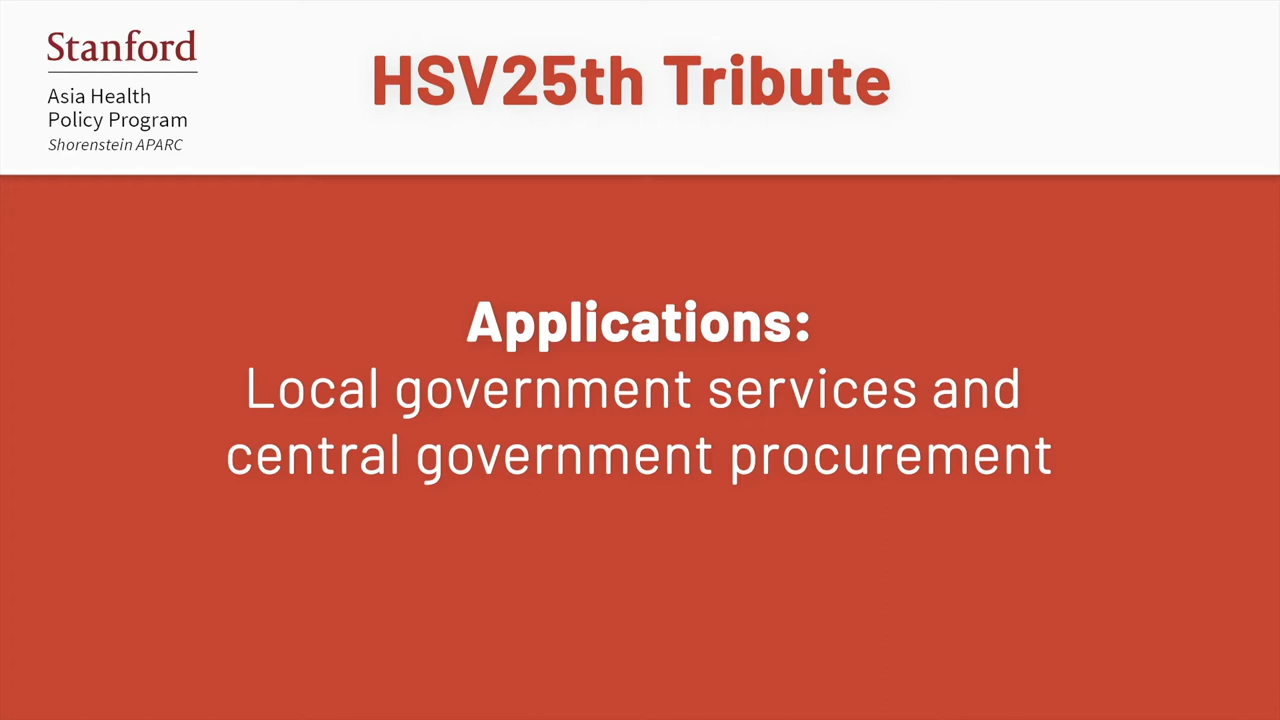 Stanford
Asia Health
Policy Program
Shorenstein APARC
HSV25th Tribute
Applications:
Local government services and
central government procurement